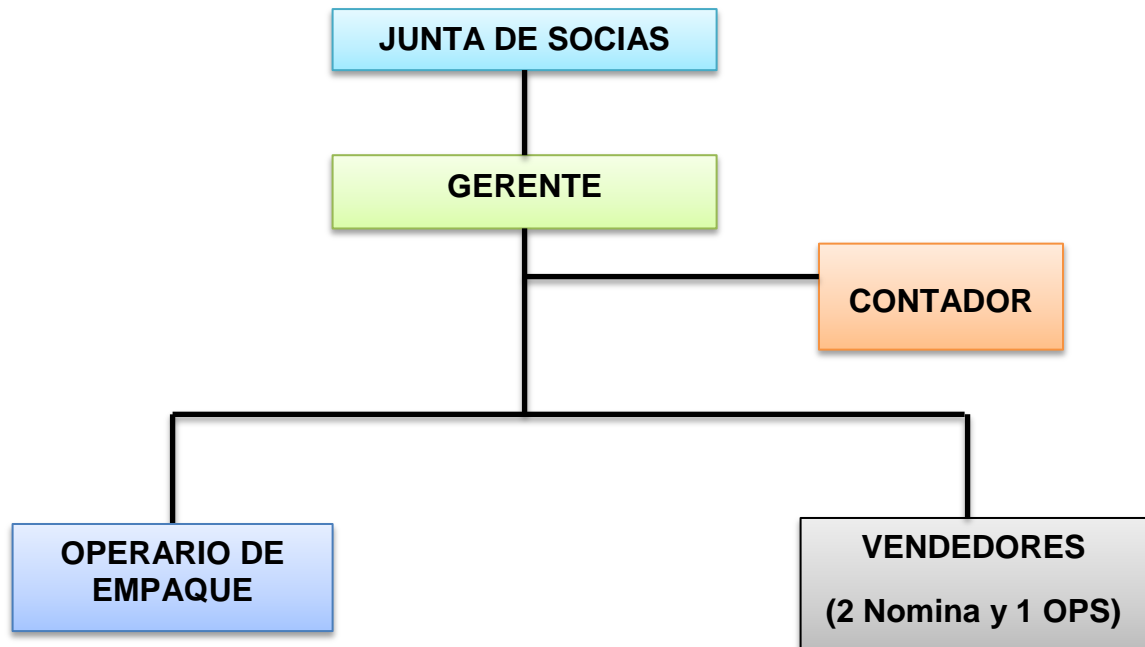 JUNTA DE SOCIAS
GERENTE
CONTADOR
OPERARIO DE
EMPAQUE
VENDEDORES
(2 Nomina y 1 OPS)